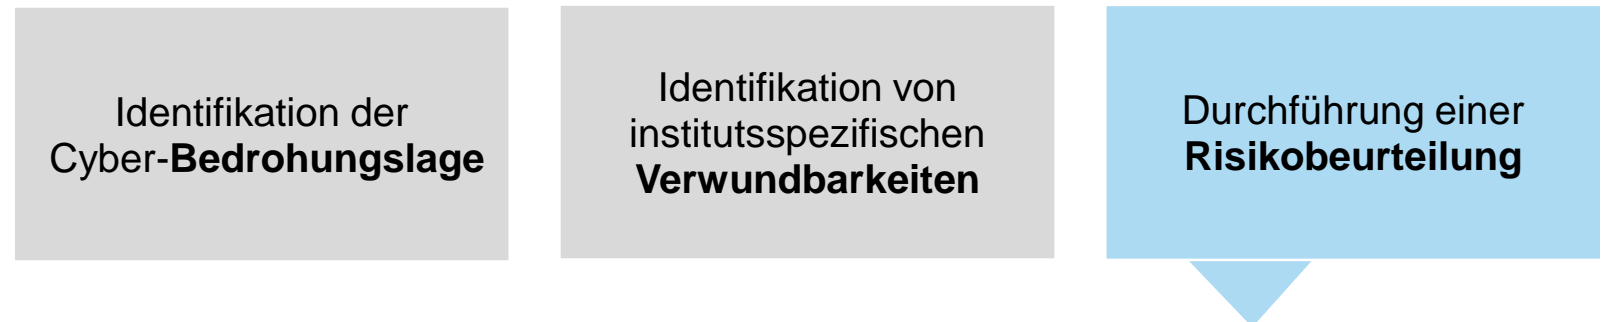 Identifikation der
Cyber-Bedrohungslage
Identifikation von
institutsspezifischen
Verwundbarkeiten
Durchführung einer
Risikobeurteilung